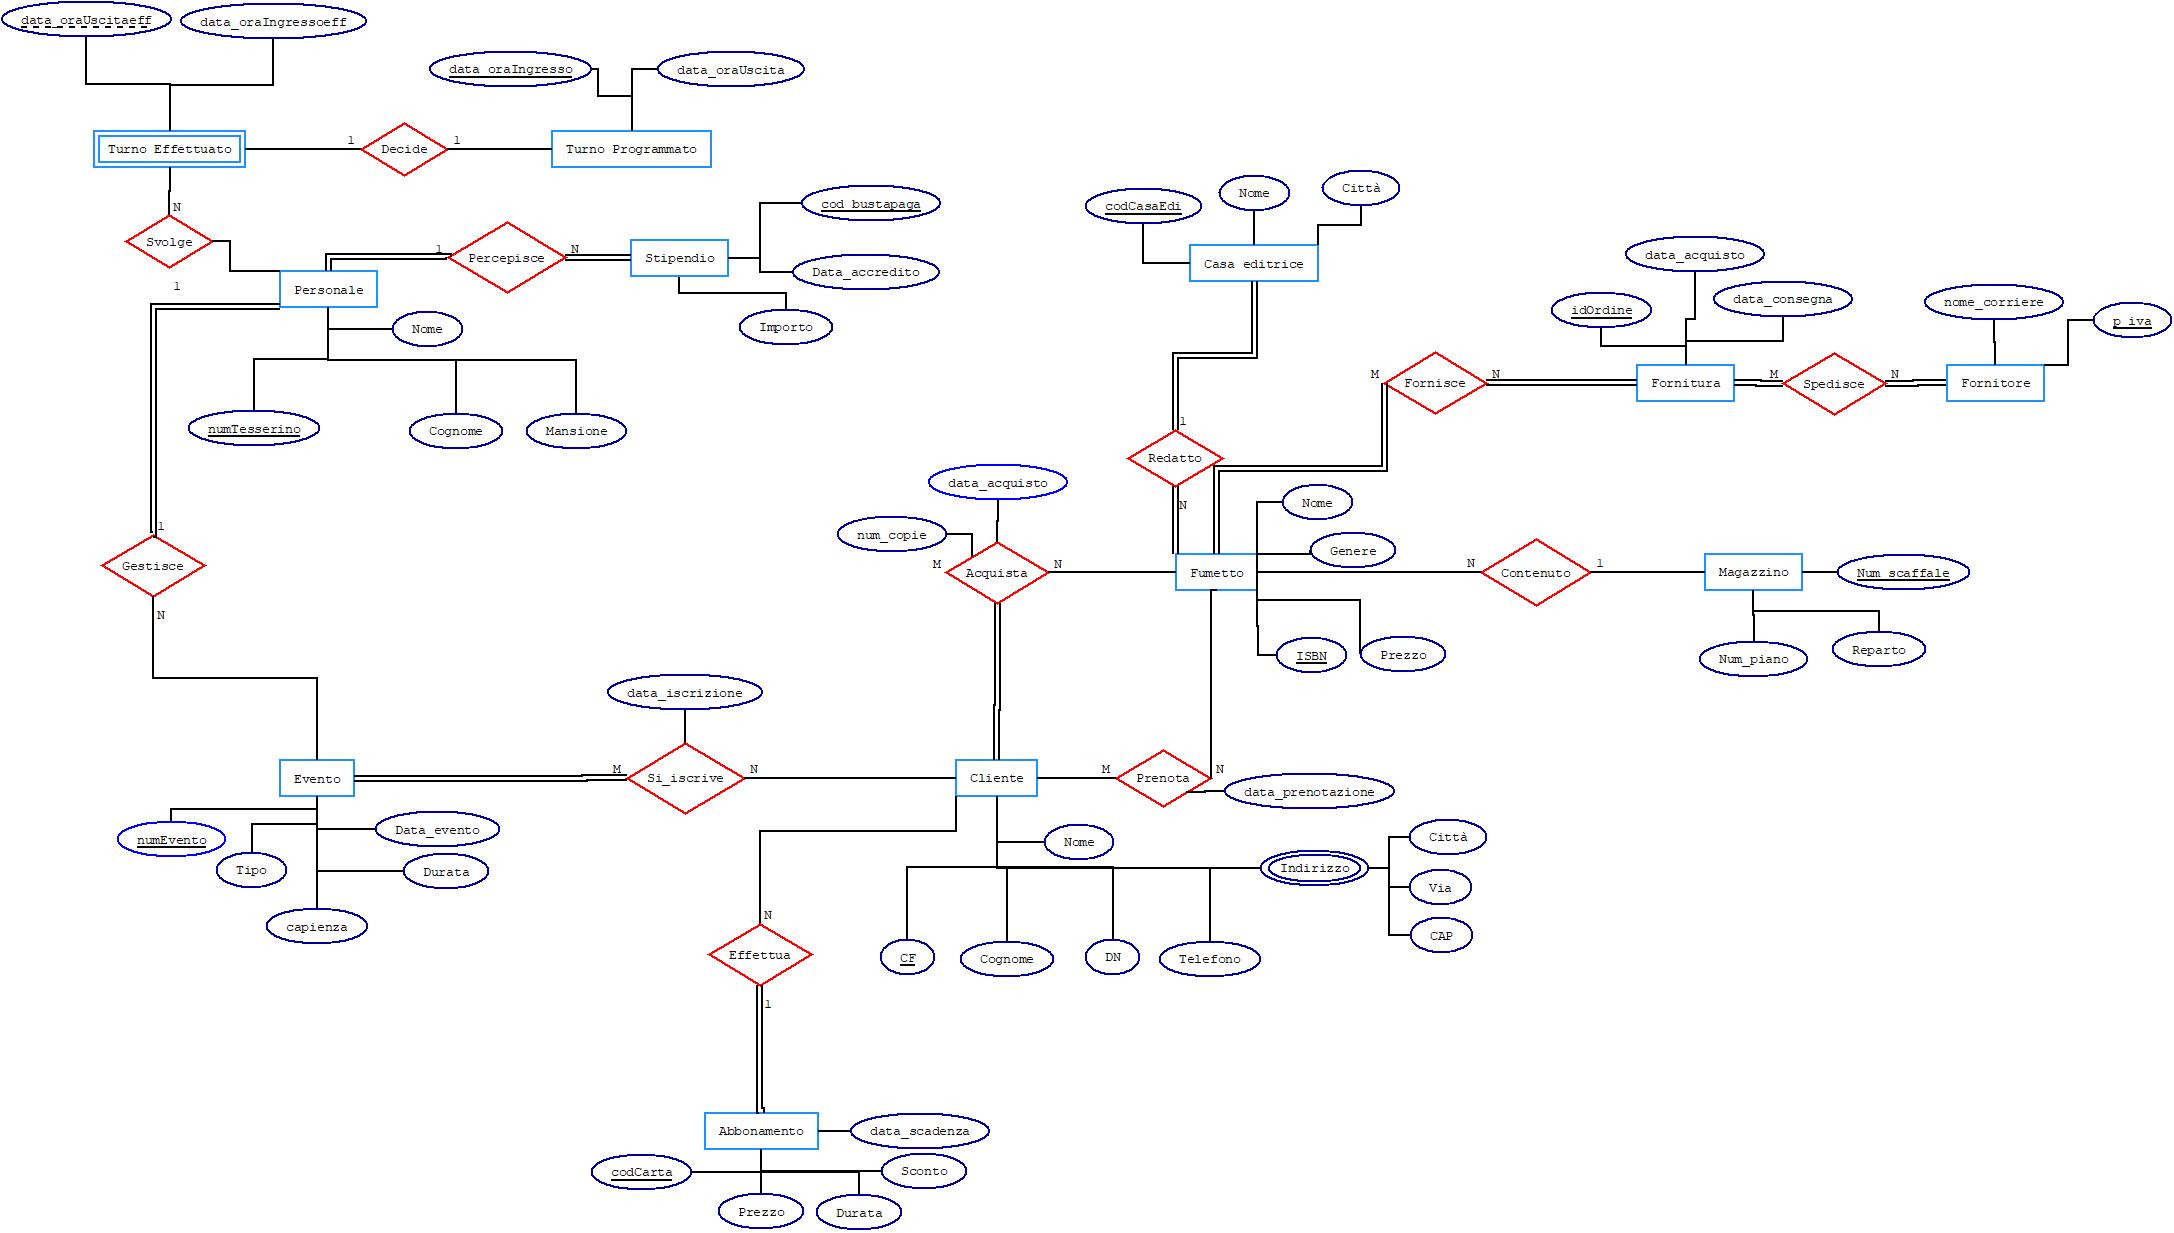 data_oraUscitaeff
data_oraIngressoeff
data_oraIngresso
data_oraUscita
Turno Effettuato
1
Decide
1
Turno Programmato
N
Svolge
1
Percepisce
N
Stipendio
cod_bustapaga
Data_accredito
Importo
1
Personale
Nome
numTesserino
Cognome
Mansione
codCasaEdi
Nome
Città
Casa editrice
1
Redatto
N
M
Fornisce
N
data_acquisto
idOrdine
data_consegna
Fornitura
M
Spedisce
N
nome_corriere
p_iva
Fornitore
1
Gestisce
N
data_acquisto
num_copie
M
Acquista
N
Fumetto
Nome
Genere
ISBN
Prezzo
N
Contenuto
1
Magazzino
Num_scaffale
Num_piano
Reparto
data_iscrizione
Evento
M
Si_iscrive
N
Cliente
M
Prenota
N
data_prenotazione
numEvento
Tipo
Data_evento
Durata
capienza
Nome
Indirizzo
Città
Via
CAP
CF
Cognome
DN
Telefono
N
Effettua
1
Abbonamento
data_scadenza
codCarta
Sconto
Prezzo
Durata